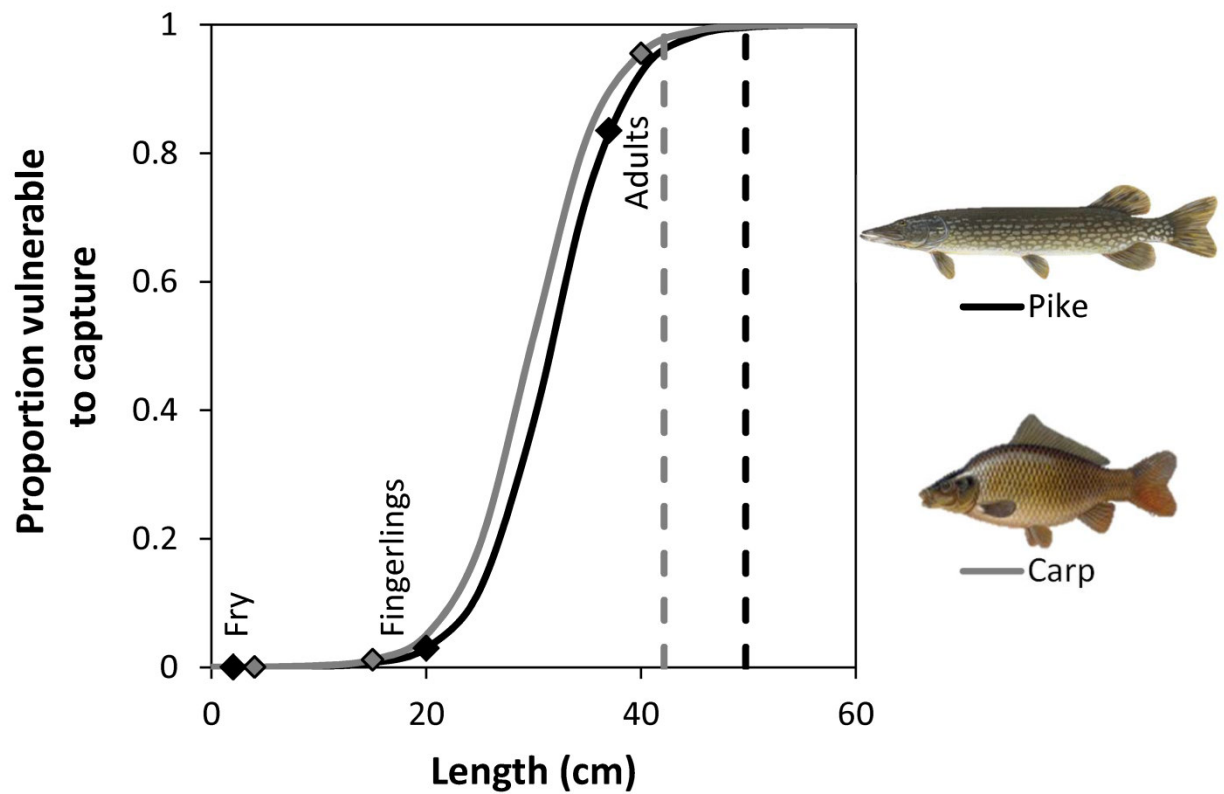 Proportion vulnerable
to capture
1
0.8
0.6
0.4
0.2
0
Fry
Fingerlings
Adults
0
20
40
60
Length (cm)
Pike
Carp